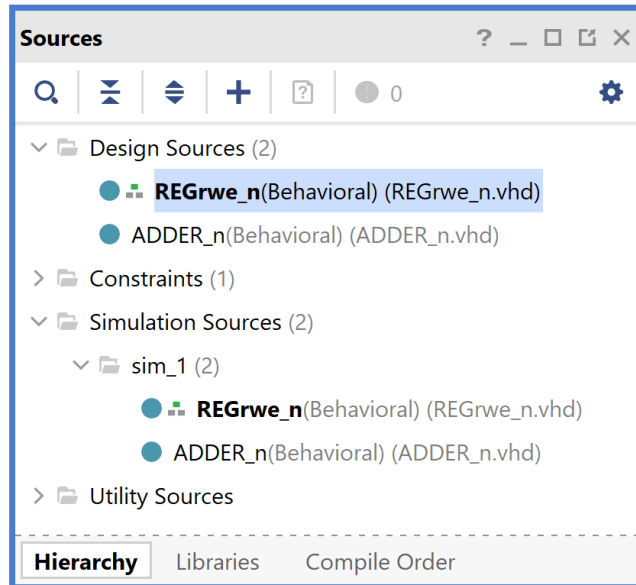 Sources ? _ □ X
? 0
Design Sources (2)
REGrwe_n(Behavioral) (REGrwe_n.vhd)
ADDER_n(Behavioral) (ADDER_n.vhd)
Constraints (1)
Simulation Sources (2)
sim_1 (2)
REGrwe_n(Behavioral) (REGrwe_n.vhd)
ADDER_n(Behavioral) (ADDER_n.vhd)
Utility Sources
Hierarchy Libraries Compile Order